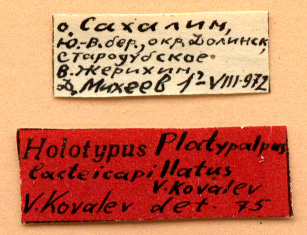 о. Сахалин,
Ю.-В. бер., окр. Долинск,
Стародубское
В. Жерихин,
Д. Михеев 1²-VIII-972
Holotypus Platypalpus
lacteicapillatus
V. Kovalev
V. Kovalev det. 75